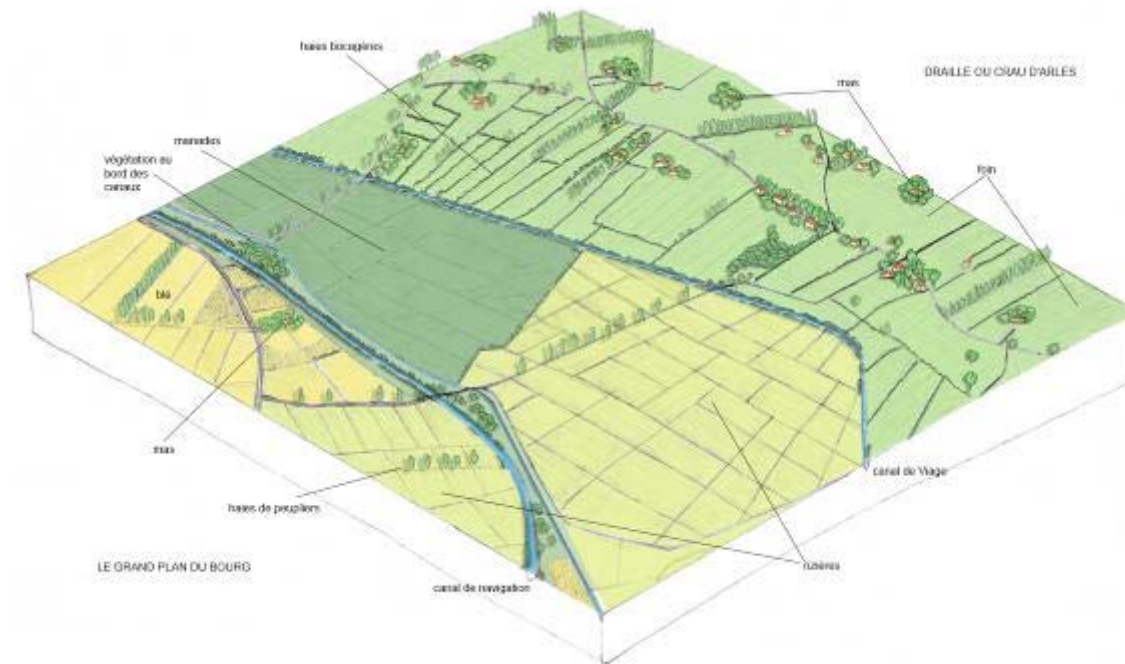 haies bocagères
DRAILLE OU CRAU D'ARLES
mas
manades
végétation au
bord des
canaux
foin
blé
mas
canal de Viage
haies de peupliers
LE GRAND PLAN DU BOURG
rizières
canal de navigation